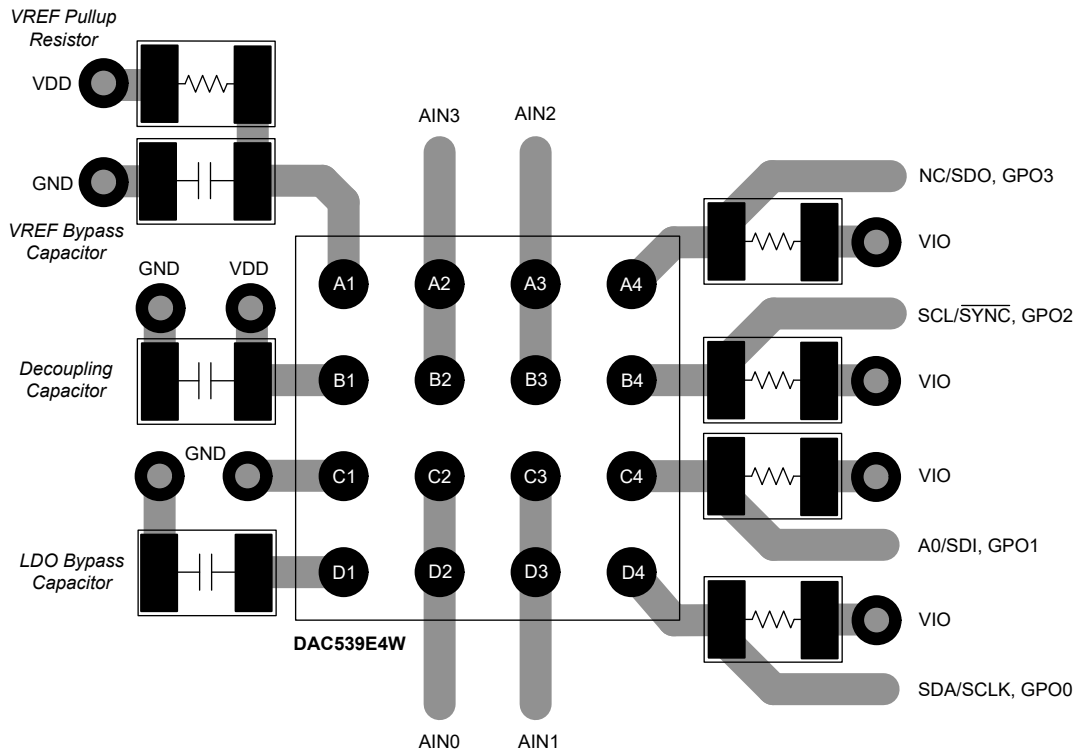 VREF Pullup
Resistor
VDD
GND
VREF Bypass
Capacitor
AIN3
AIN2
NC/SDO, GPO3
VIO
GND
VDD
A1
A2
A3
A4
SCL/SYNC, GPO2
Decoupling
Capacitor
B1
B2
B3
B4
VIO
GND
C1
C2
C3
C4
VIO
A0/SDI, GPO1
LDO Bypass
Capacitor
D1
D2
D3
D4
VIO
DAC539E4W
SDA/SCLK, GPO0
AIN0
AIN1